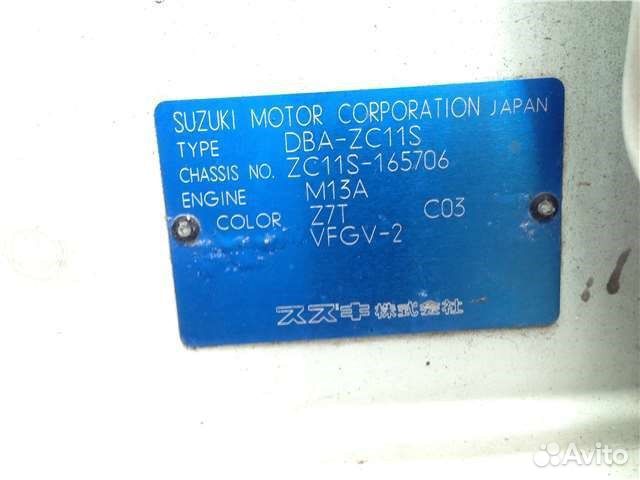 SUZUKI MOTOR CORPORATION JAPAN
TYPE DBA-ZC11S
CHASSIS NO. ZC11S-165706
ENGINE M13A
COLOR Z7T C03
VFGV-2
スズキ株式会社
Avito